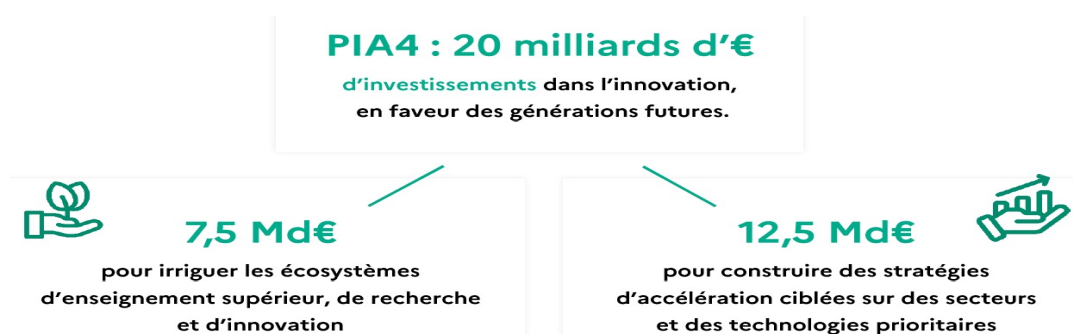 PIA4 : 20 milliards d’€
d’investissements dans l’innovation,
en faveur des générations futures.
7,5 Md€
pour irriguer les écosystèmes
d’enseignement supérieur, de recherche
et d’innovation
12,5 Md€
pour construire des stratégies
d’accélération ciblées sur des secteurs
et des technologies prioritaires